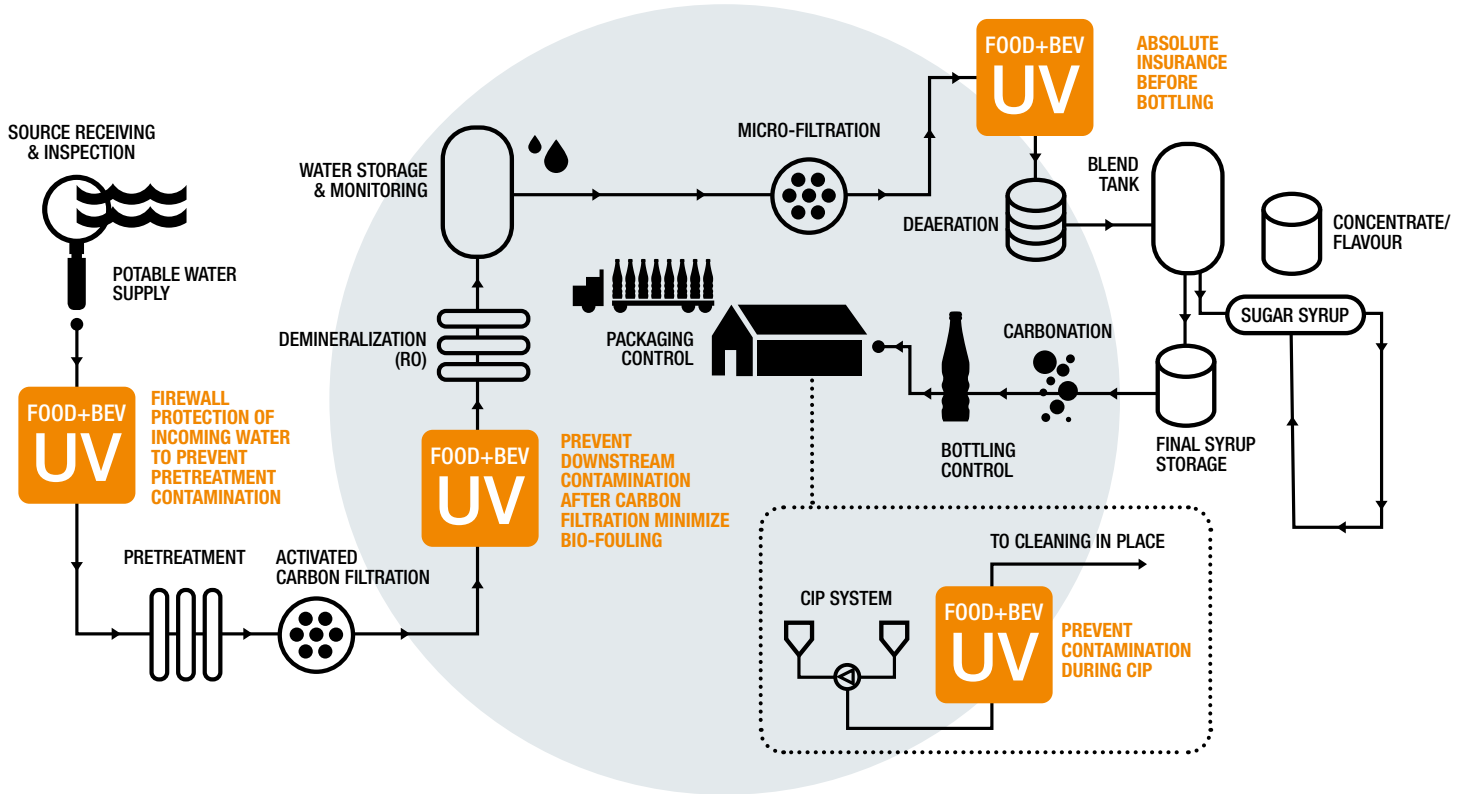 SOURCE RECEIVING
& INSPECTION
POTABLE WATER
SUPPLY
FOOD+BEV
UV
FIREWALL
PROTECTION OF
INCOMING WATER
TO PREVENT
PRETREATMENT
CONTAMINATION
PRETREATMENT
ACTIVATED
CARBON FILTRATION
FOOD+BEV
UV
PREVENT
DOWNSTREAM
CONTAMINATION
AFTER CARBON
FILTRATION MINIMIZE
BIO-FOULING
DEMINERALIZATION
(RO)
WATER STORAGE
& MONITORING
MICRO-FILTRATION
FOOD+BEV
UV
ABSOLUTE
INSURANCE
BEFORE
BOTTLING
DEAERATION
BLEND
TANK
CONCENTRATE/
FLAVOUR
SUGAR SYRUP
FINAL SYRUP
STORAGE
CARBONATION
BOTTLING
CONTROL
PACKAGING
CONTROL
TO CLEANING IN PLACE
CIP SYSTEM
FOOD+BEV
UV
PREVENT
CONTAMINATION
DURING CIP